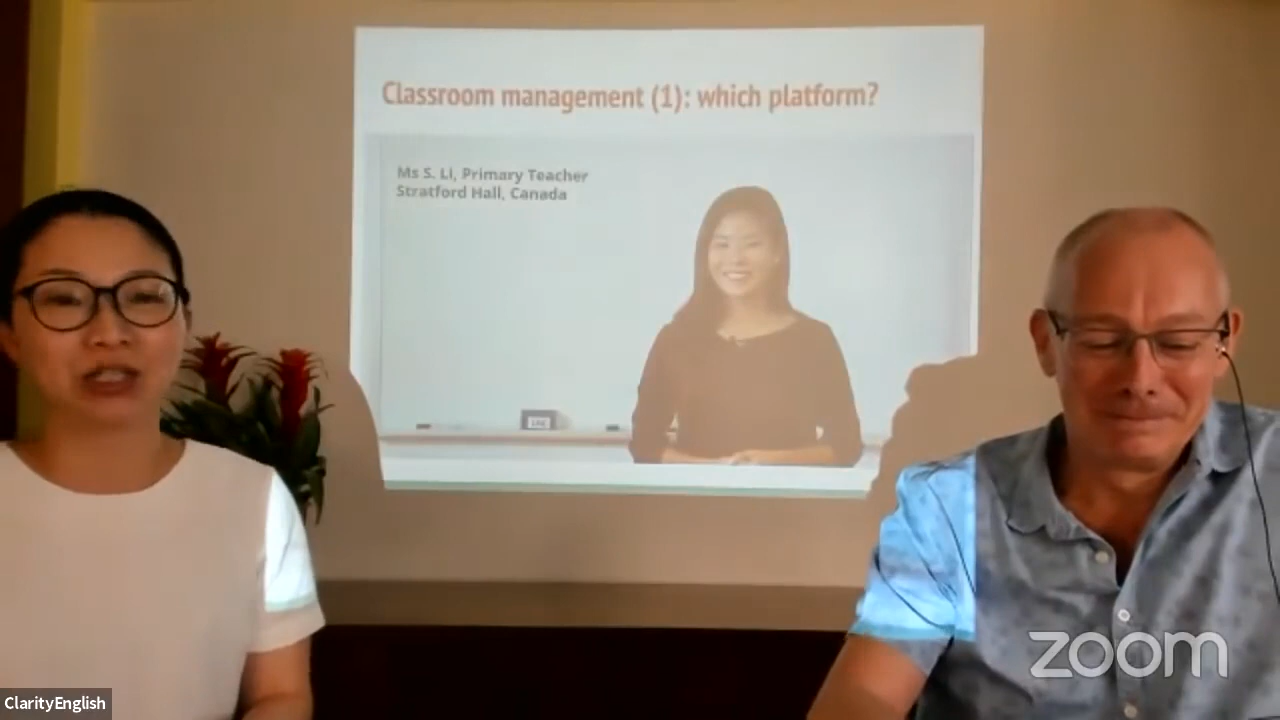 Classroom management (1): which platform?
Ms S. Li, Primary Teacher
Stratford Hall, Canada
zoom
ClarityEnglish